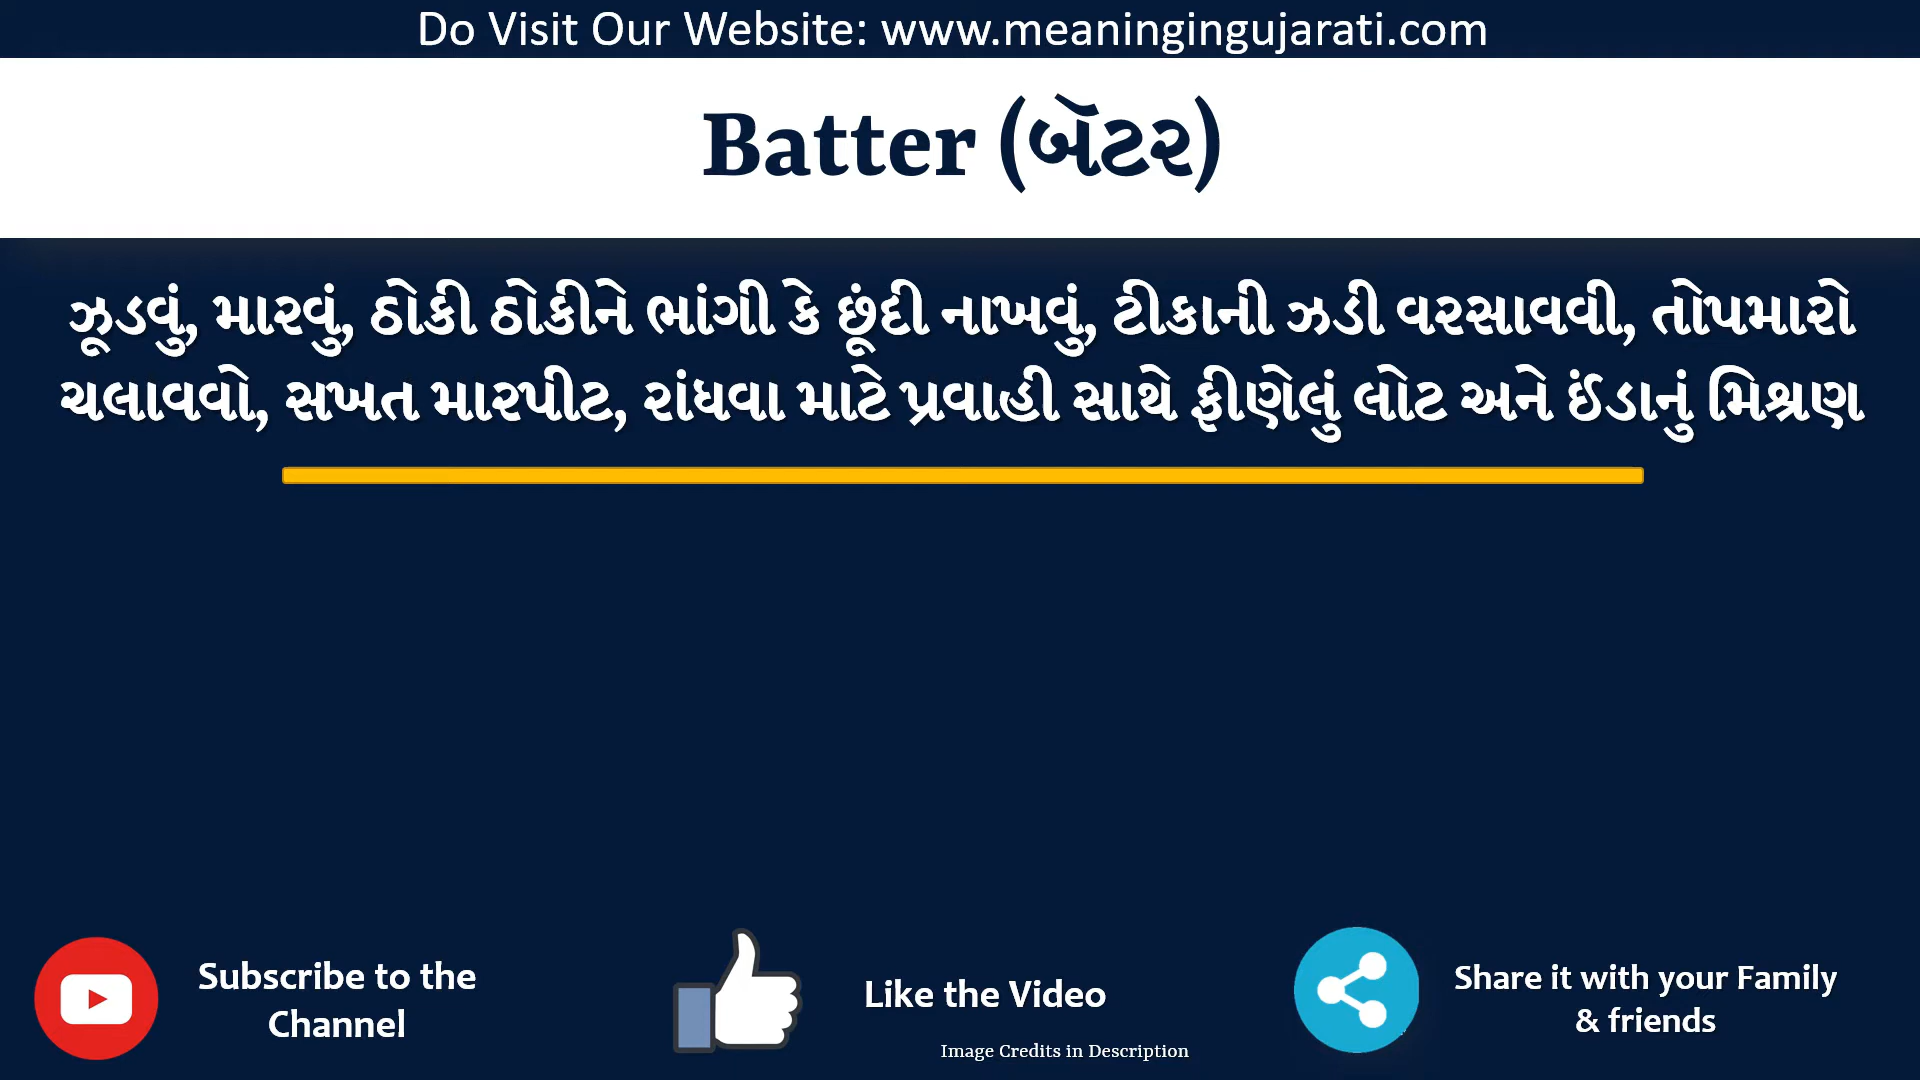 Do Visit Our Website: www.meaningingujarati.com
Batter (બૅટર)
ઝૂડવું, મારવું, ઠોકી ઠોકીને ભાંગી કે છૂંદી નાખવું, ટીકાની ઝડી વરસાવવી, તોપમારો
ચલાવવો, સખત મારપીટ, રાંધવા માટે પ્રવાહી સાથે ફીણેલું લોટ અને ઈંડાનું મિશ્રણ
Subscribe to the
Channel
Like the Video
Share it with your Family
& friends
Image Credits in Description